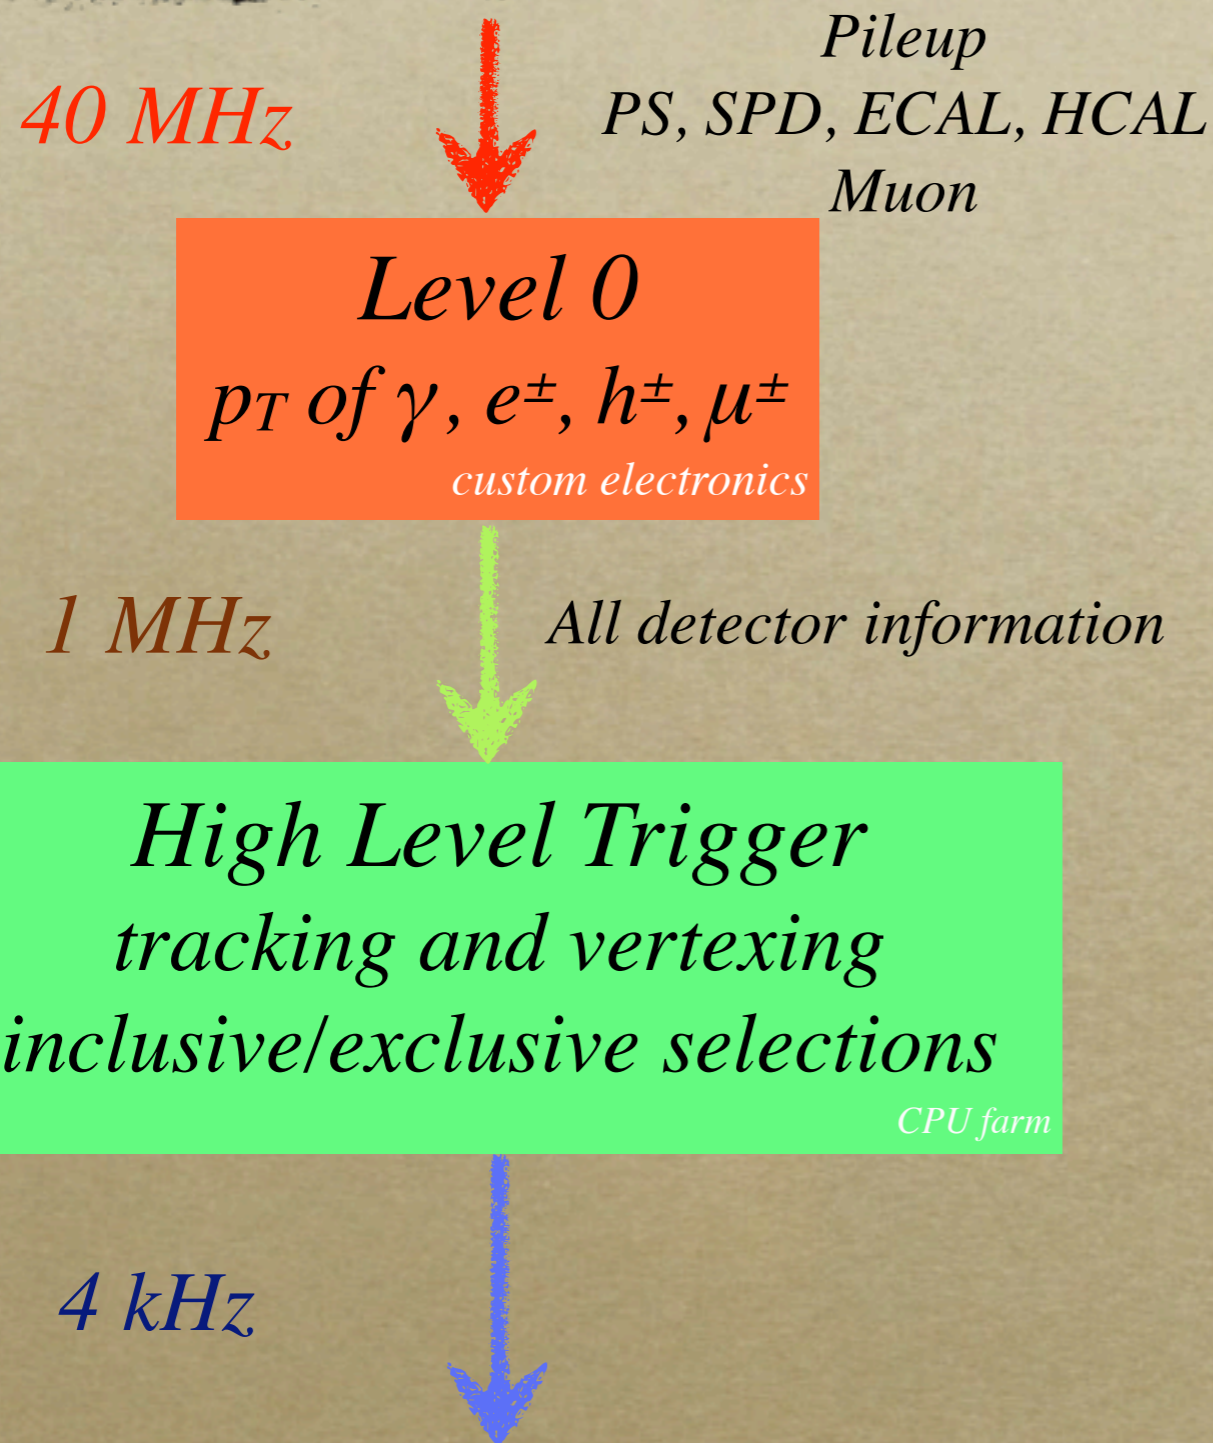 Pileup
40 MHz
PS, SPD, ECAL, HCAL
Muon
Level 0
pT of γ, e±, h±, μ±
custom electronics
1 MHz
All detector information
High Level Trigger
tracking and vertexing
inclusive/exclusive selections
CPU farm
4 kHz